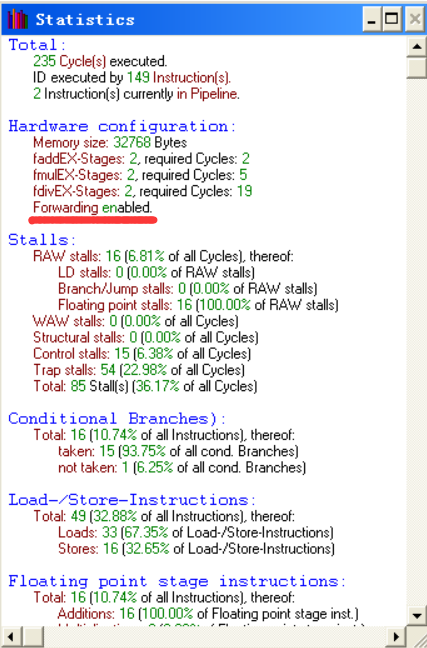 Statistics
Total:
235 Cycle(s) executed.
ID executed by 149 Instruction(s).
2 Instruction(s) currently in Pipeline.
Hardware configuration:
Memory size: 32768 Bytes
faddEX-Stages: 2, required Cycles: 2
fmulEX-Stages: 2, required Cycles: 5
fdivEX-Stages: 2, required Cycles: 19
Forwarding enabled.
Stalls:
RAW stalls: 16 (6.81% of all Cycles), thereof:
LD stalls: 0 (0.00% of RAW stalls)
Branch/Jump stalls: 0 (0.00% of RAW stalls)
Floating point stalls: 16 (100.00% of RAW stalls)
WAW stalls: 0 (0.00% of all Cycles)
Structural stalls: 0 (0.00% of all Cycles)
Control stalls: 15 (6.38% of all Cycles)
Trap stalls: 54 (22.98% of all Cycles)
Total: 85 Stall(s) (36.17% of all Cycles)
Conditional Branches):
Total: 16 (10.74% of all Instructions), thereof:
taken: 15 (93.75% of all cond. Branches)
not taken: 1 (6.25% of all cond. Branches)
Load-/Store-Instructions:
Total: 49 (32.88% of all Instructions), thereof:
Loads: 33 (67.35% of Load-/Store-Instructions)
Stores: 16 (32.65% of Load-/Store-Instructions)
Floating point stage instructions:
Total: 16 (10.74% of all Instructions), thereof:
Additions: 16 (100.00% of Floating point stage inst.)